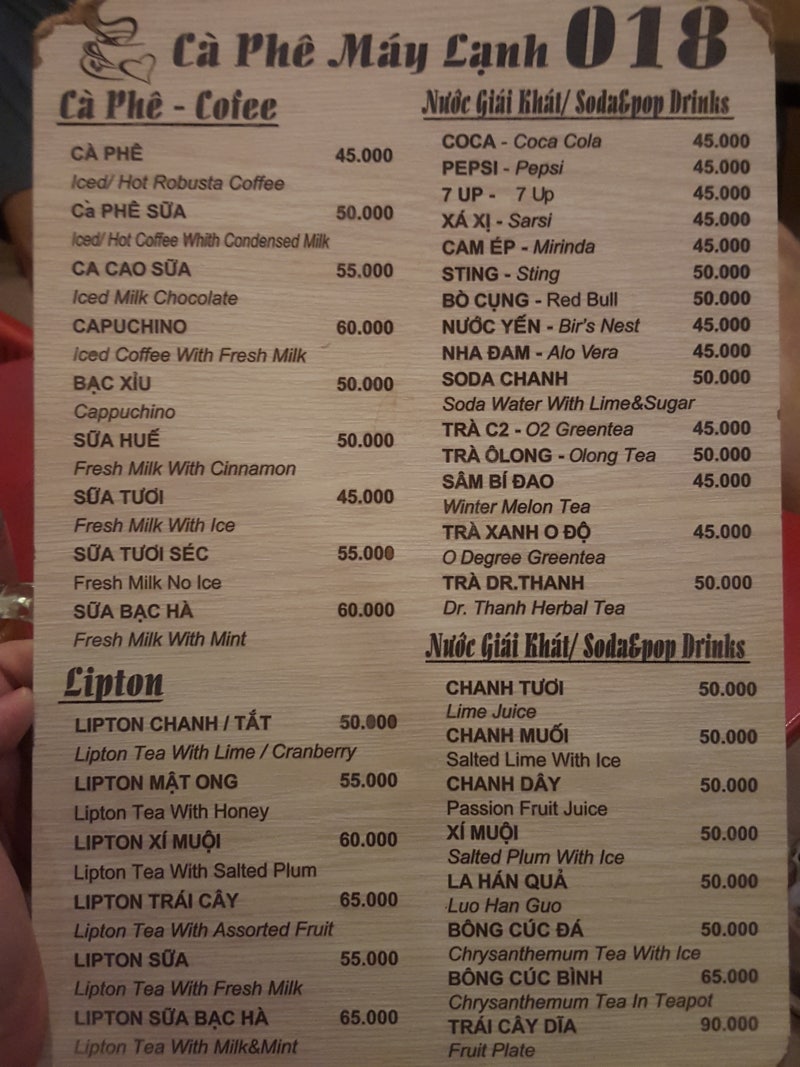 Cà Phê Máy Lạnh 018
Cà Phê - Cofee
CÀ PHÊ 45.000
Iced/ Hot Robusta Coffee
Cà PHÊ SỮA 50.000
Iced/ Hot Coffee Whith Condensed Milk
CA CAO SỮA 55.000
Iced Milk Chocolate
CAPUCHINO 60.000
Iced Coffee With Fresh Milk
BẠC XỈU 50.000
Cappuchino
SỮA HUẾ 50.000
Fresh Milk With Cinnamon
SỮA TƯƠI 45.000
Fresh Milk With Ice
SỮA TƯƠI SÉC 55.000
Fresh Milk No Ice
SỮA BẠC HÀ 60.000
Fresh Milk With Mint
Lipton
LIPTON CHANH / TẮT 50.000
Lipton Tea With Lime / Cranberry
LIPTON MẬT ONG 55.000
Lipton Tea With Honey
LIPTON XÍ MUỘI 60.000
Lipton Tea With Salted Plum
LIPTON TRÁI CÂY 65.000
Lipton Tea With Assorted Fruit
LIPTON SỮA 55.000
Lipton Tea With Fresh Milk
LIPTON SỮA BẠC HÀ 65.000
Lipton Tea With Milk&Mint
Nước Giái Khát/ Soda&pop Drinks
COCA - Coca Cola 45.000
PEPSI - Pepsi 45.000
7 UP - 7 Up 45.000
XÁ XỊ - Sarsi 45.000
CAM ÉP - Mirinda 45.000
STING - Sting 50.000
BÒ CỤNG - Red Bull 50.000
NƯỚC YẾN - Bir's Nest 45.000
NHA ĐAM - Alo Vera 45.000
SODA CHANH 50.000
Soda Water With Lime&Sugar
TRÀ C2 - O2 Greentea 45.000
TRÀ ÔLONG - Olong Tea 50.000
SÂM BÍ ĐAO 45.000
Winter Melon Tea
TRÀ XANH O ĐỘ 45.000
O Degree Greentea
TRÀ DR.THANH 50.000
Dr. Thanh Herbal Tea
Nước Giái Khát/ Soda&pop Drinks
CHANH TƯƠI 50.000
Lime Juice
CHANH MUỐI 50.000
Salted Lime With Ice
CHANH DÂY 50.000
Passion Fruit Juice
XÍ MUỘI 50.000
Salted Plum With Ice
LA HÁN QUẢ 50.000
Luo Han Guo
BÔNG CÚC ĐÁ 50.000
Chrysanthemum Tea With Ice
BÔNG CÚC BÌNH 65.000
Chrysanthemum Tea In Teapot
TRÁI CÂY DĨA 90.000
Fruit Plate